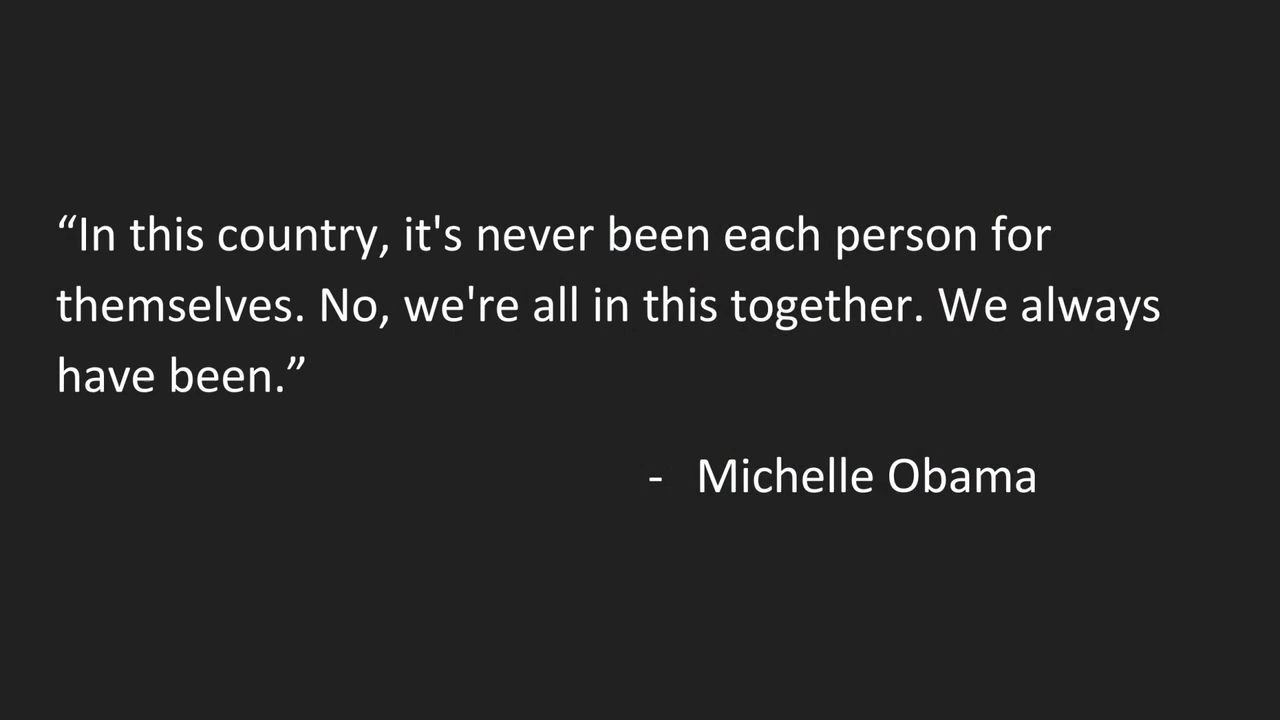 “In this country, it's never been each person for
themselves. No, we're all in this together. We always
have been.”
- Michelle Obama